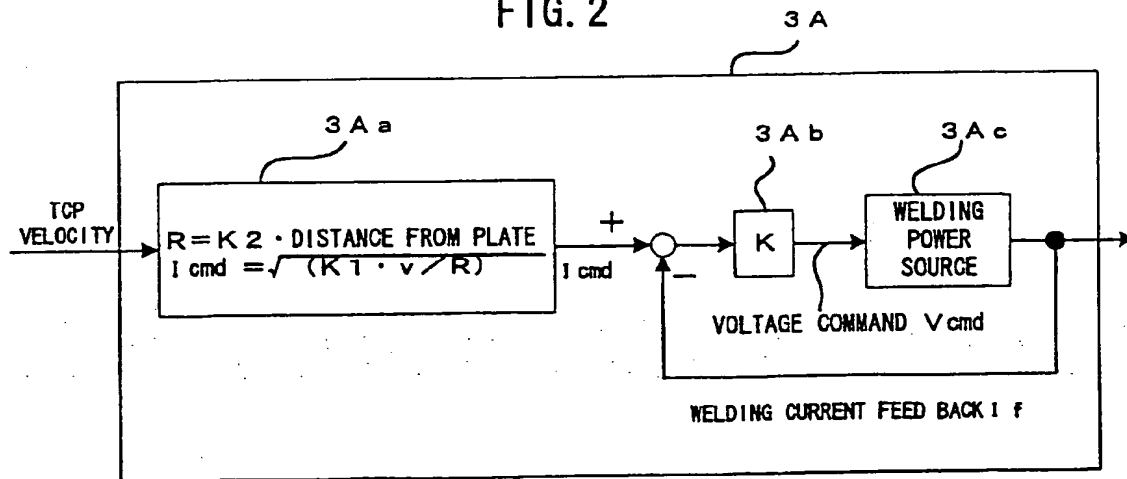 FIG. 2
3A
3Aa
3Ab
3Ac
TCP
VELOCITY
R=K2・DISTANCE FROM PLATE
I cmd =√(K1・v/R)
I cmd
+
−
K
WELDING
POWER
SOURCE
VOLTAGE COMMAND Vcmd
WELDING CURRENT FEED BACK I f